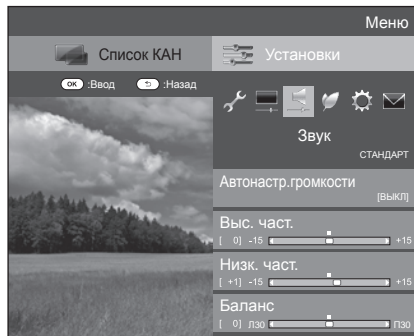 Меню
Список КАН
Установки
OK :Ввод :Назад
Звук
СТАНДАРТ
Автонастр.громкости
[ВЫКЛ]
Выс. част.
[ 0] -15 +15
Низк. част.
[ +1] -15 +15
Баланс
[ 0] Л30 П30